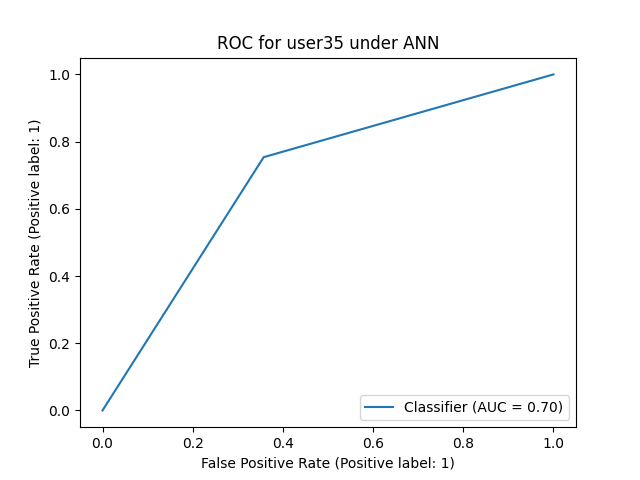 ROC for user35 under ANN
True Positive Rate (Positive label: 1)
1.0
0.8
0.6
0.4
0.2
0.0
Classifier (AUC = 0.70)
0.0 0.2 0.4 0.6 0.8 1.0
False Positive Rate (Positive label: 1)